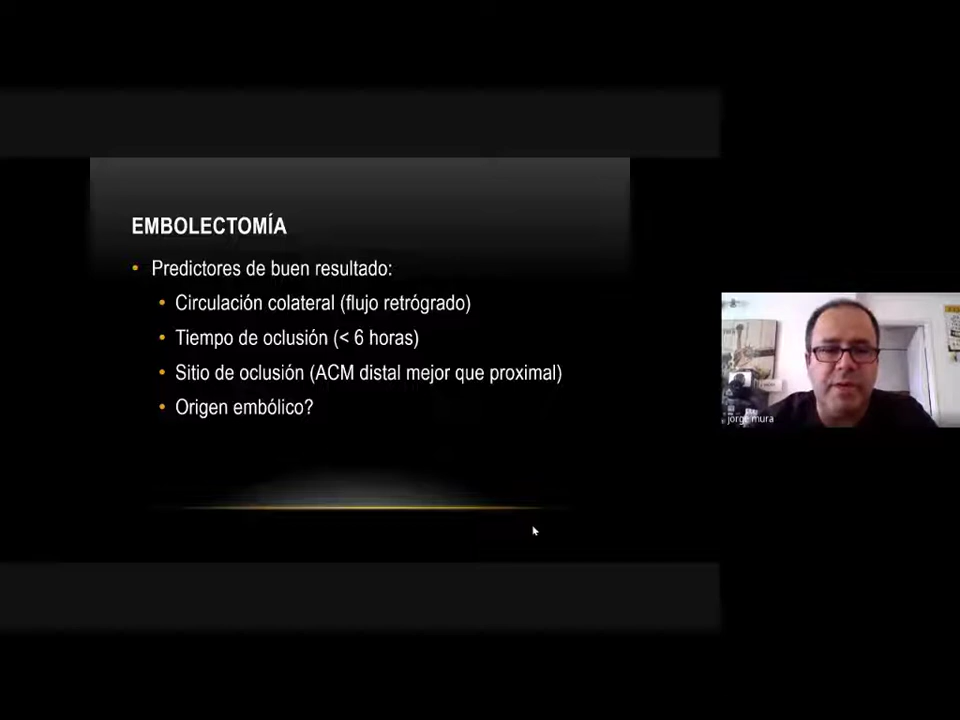 EMBOLECTOMÍA
• Predictores de buen resultado:
• Circulación colateral (flujo retrógrado)
• Tiempo de oclusión (< 6 horas)
• Sitio de oclusión (ACM distal mejor que proximal)
• Origen embólico?
jorge mura